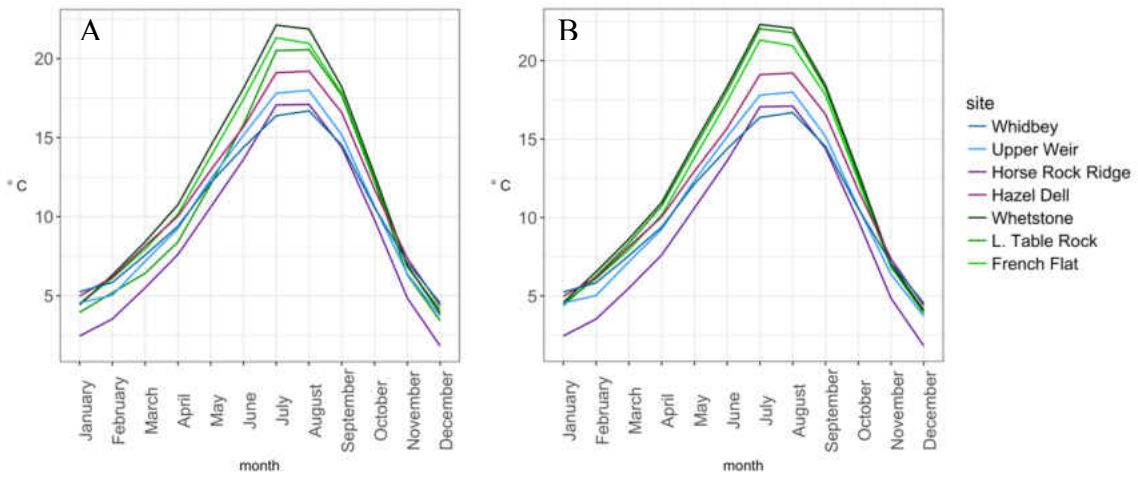 A
20
15
° C
10
5
January
February
March
April
May
June
July
August
September
October
November
December
month
B
20
15
° C
10
5
January
February
March
April
May
June
July
August
September
October
November
December
month
site
Whidbey
Upper Weir
Horse Rock Ridge
Hazel Dell
Whetstone
L. Table Rock
French Flat